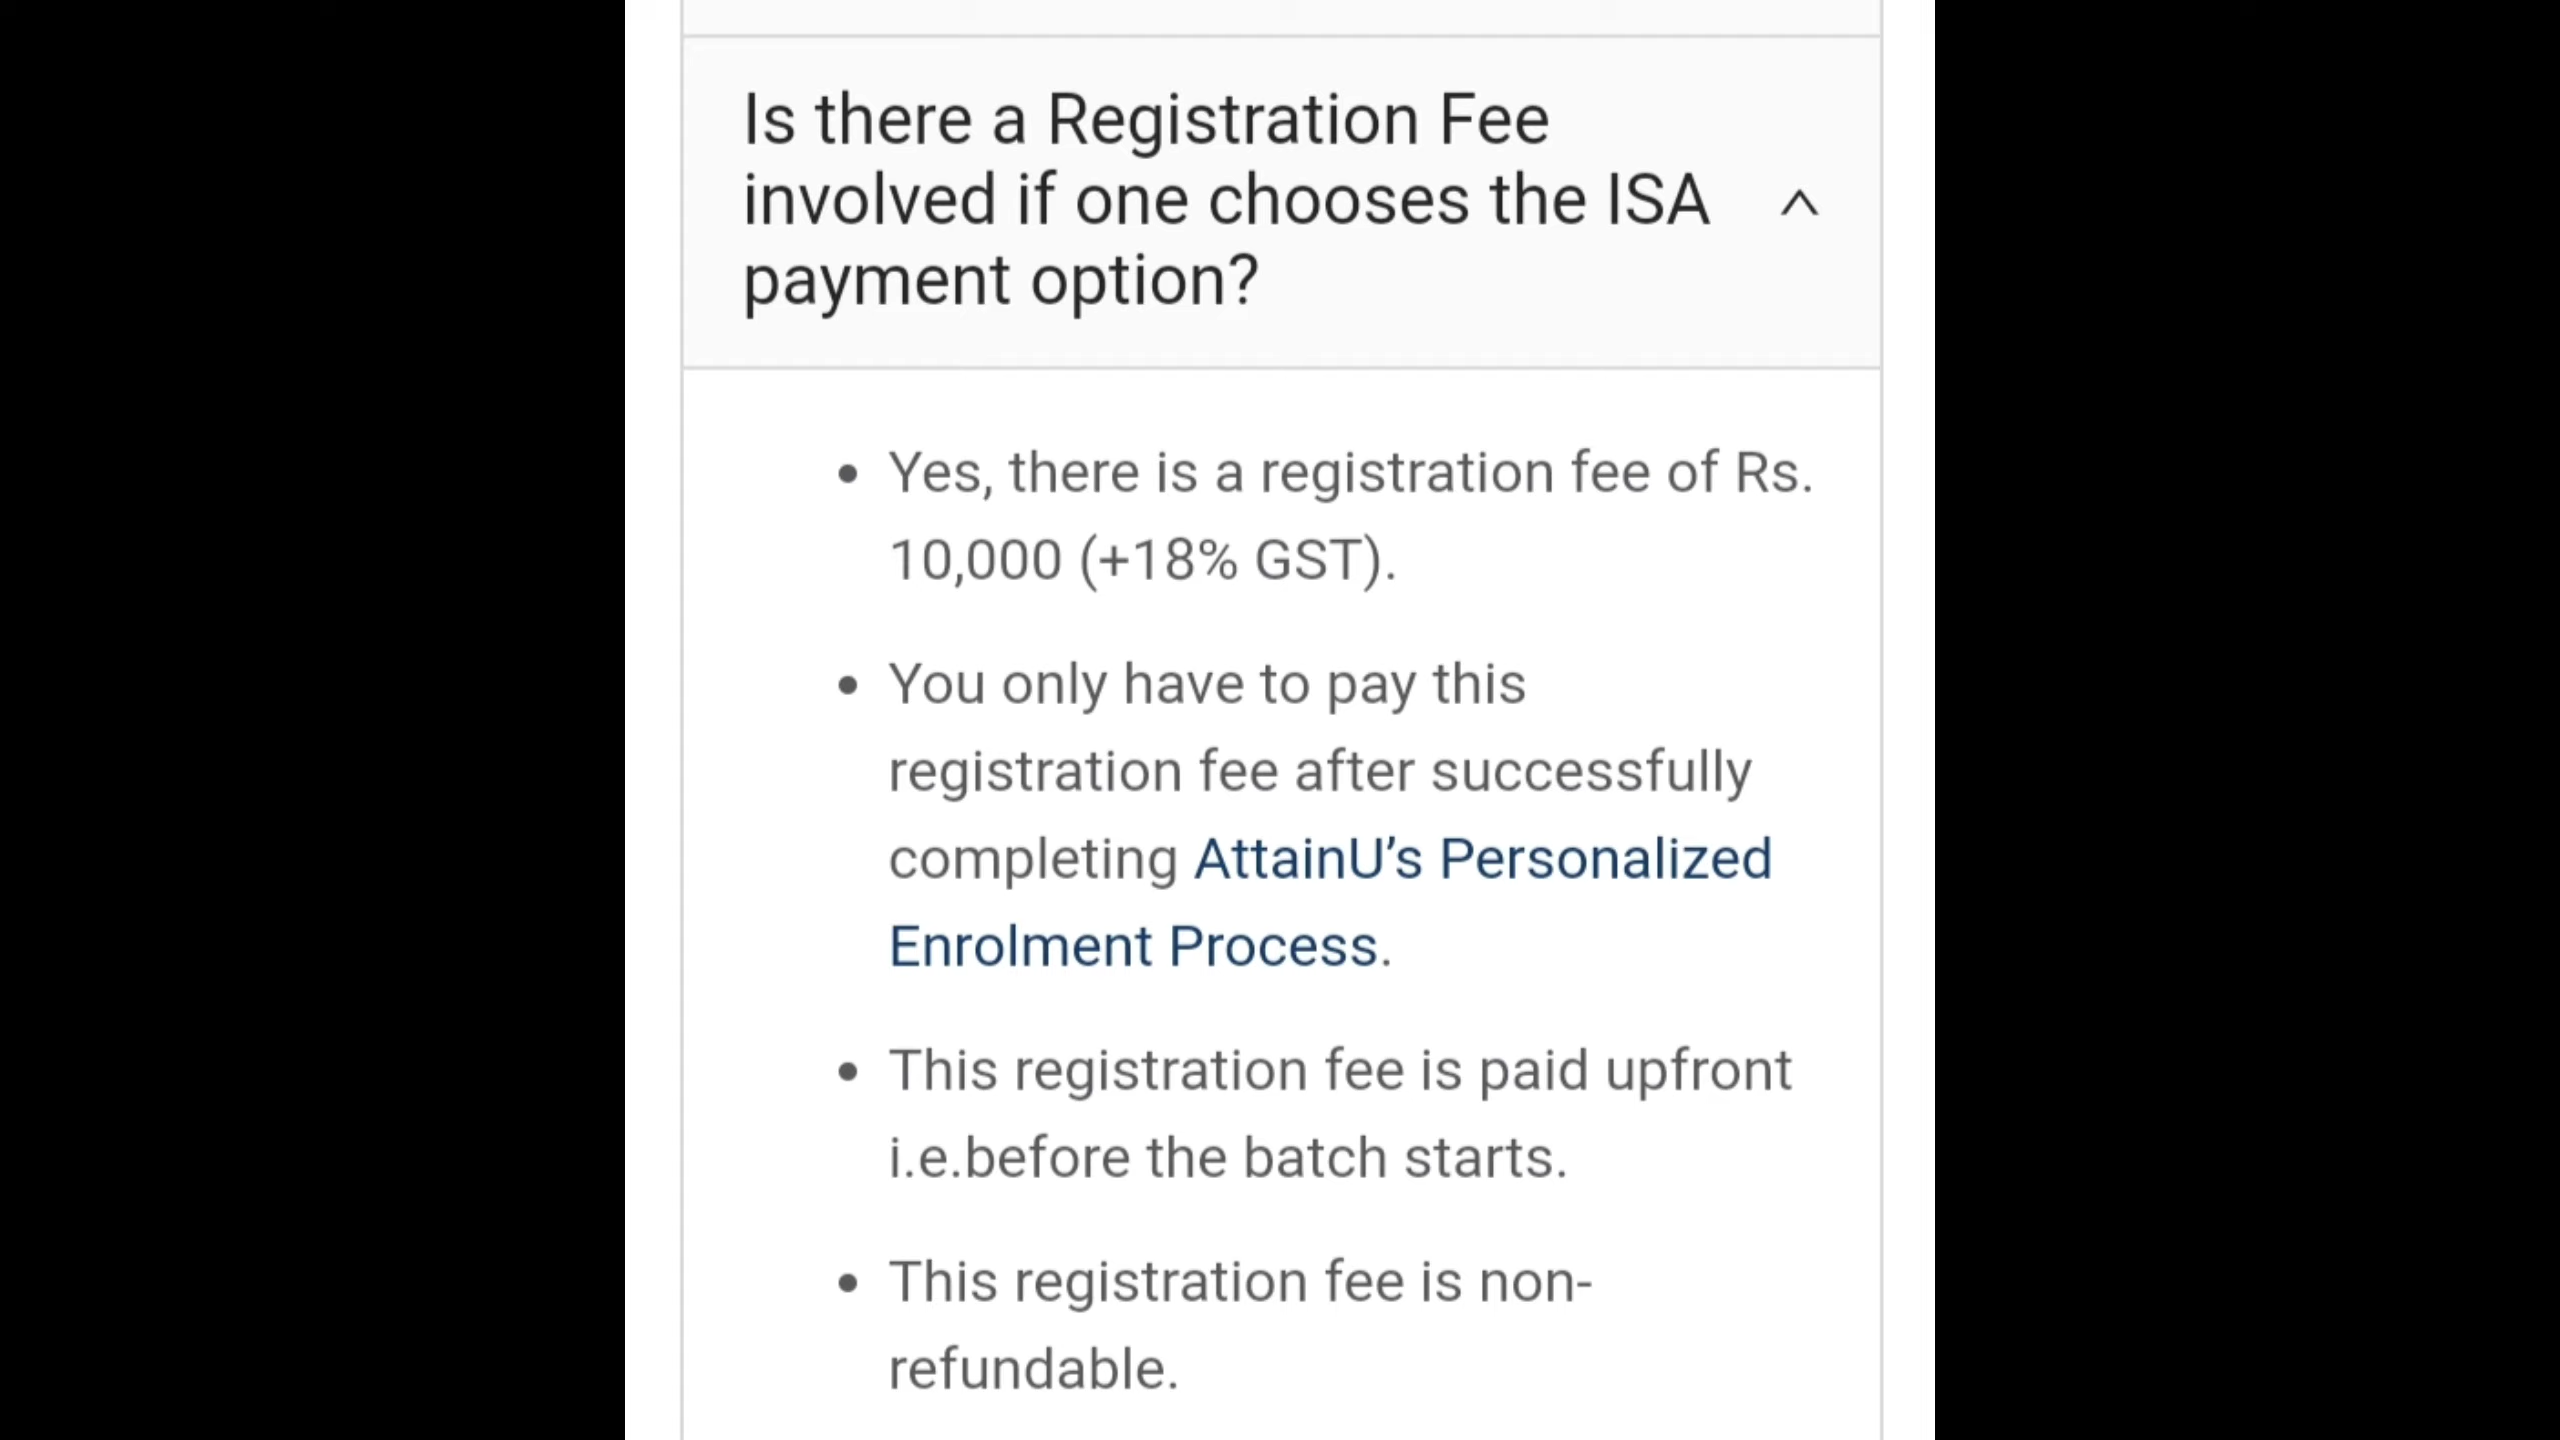 Is there a Registration Fee
involved if one chooses the ISA
payment option?
• Yes, there is a registration fee of Rs.
10,000 (+18% GST).
• You only have to pay this
registration fee after successfully
completing AttainU’s Personalized
Enrolment Process.
• This registration fee is paid upfront
i.e.before the batch starts.
• This registration fee is non-
refundable.